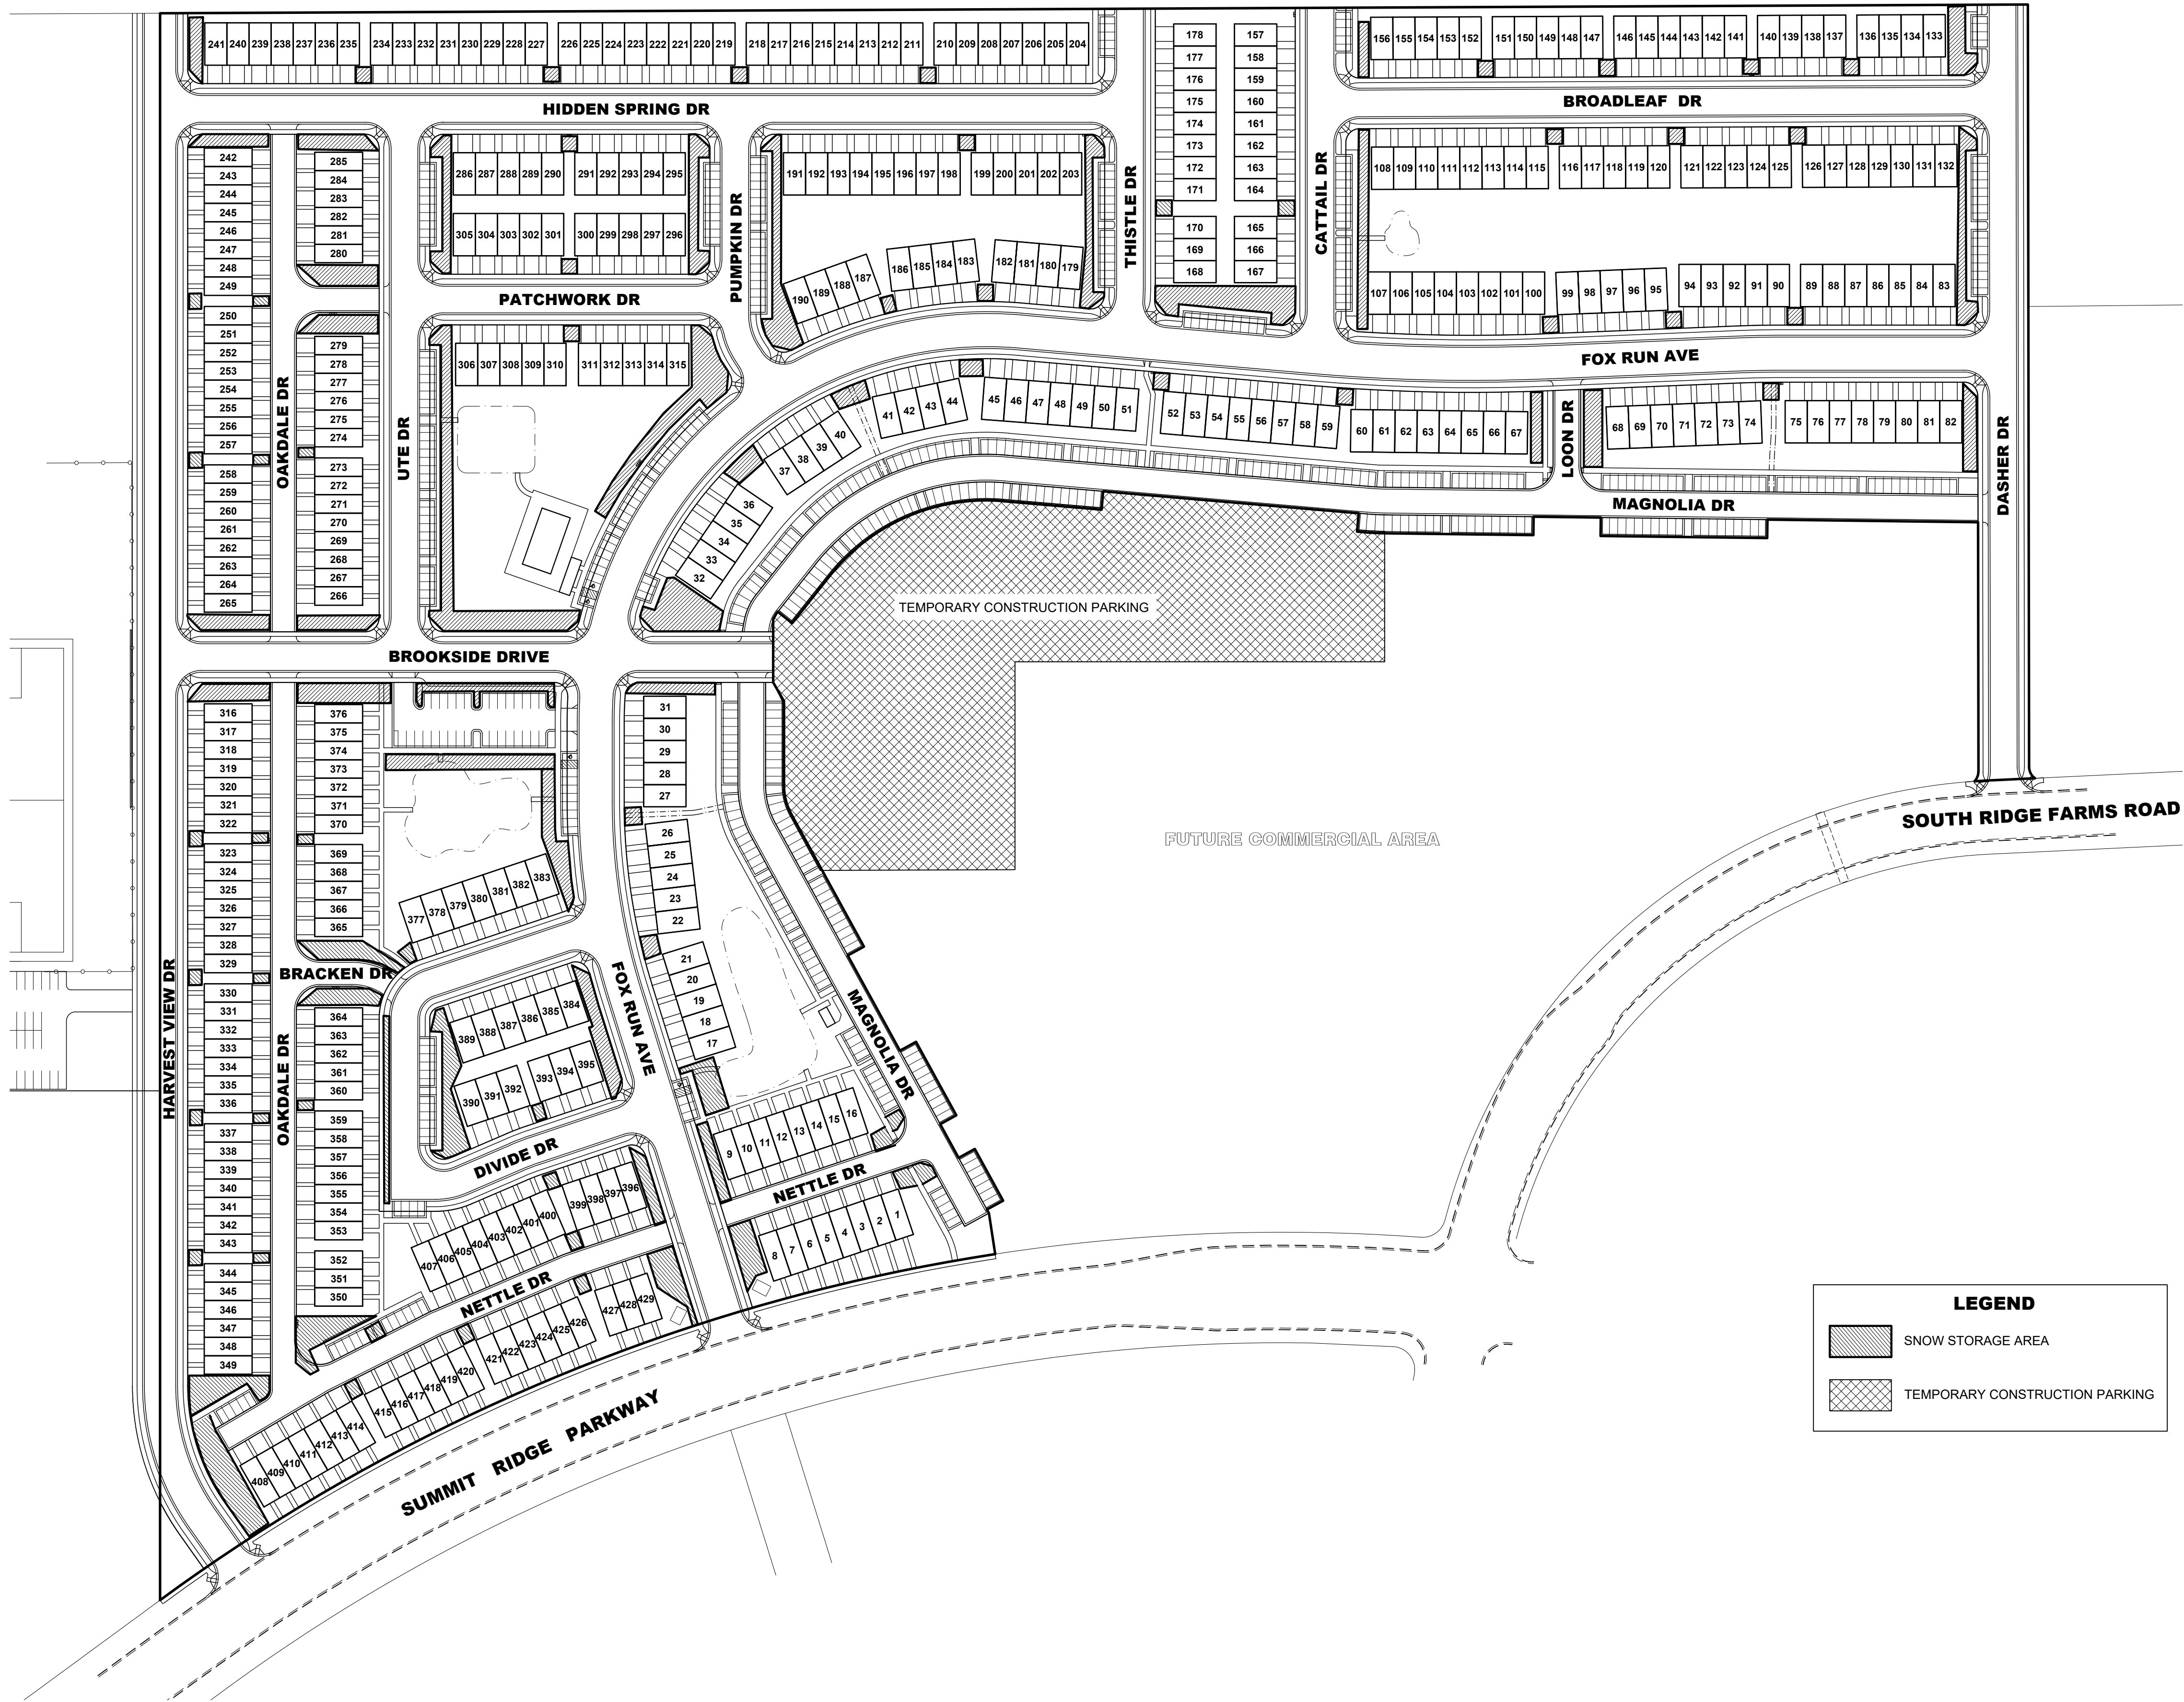 241 240 239 238 237 236 235 234 233 232 231 230 229 228 227 226 225 224 223 222 221 220 219 218 217 216 215 214 213 212 211 210 209 208 207 206 205 204
178 157
177 158
176 159
175 160
174 161
173 162
172 163
171 164
170 165
169 166
168 167
156 155 154 153 152 151 150 149 148 147 146 145 144 143 142 141 140 139 138 137 136 135 134 133
HIDDEN SPRING DR
BROADLEAF DR
242
243
244
245
246
247
248
249
250
251
252
253
254
255
256
257
258
259
260
261
262
263
264
265
285
284
283
282
281
280
279
278
277
276
275
274
273
272
271
270
269
268
267
266
OAKDALE DR
UTE DR
286 287 288 289 290 291 292 293 294 295
305 304 303 302 301 300 299 298 297 296
PATCHWORK DR
PUMPKIN DR
306 307 308 309 310 311 312 313 314 315
191 192 193 194 195 196 197 198 199 200 201 202 203
190 189 188 187 186 185 184 183 182 181 180 179
THISTLE DR
CATTAIL DR
108 109 110 111 112 113 114 115 116 117 118 119 120 121 122 123 124 125 126 127 128 129 130 131 132
107 106 105 104 103 102 101 100 99 98 97 96 95 94 93 92 91 90 89 88 87 86 85 84 83
FOX RUN AVE
32 33 34 35 36 37 38 39 40 41 42 43 44 45 46 47 48 49 50 51 52 53 54 55 56 57 58 59 60 61 62 63 64 65 66 67
LOON DR
68 69 70 71 72 73 74 75 76 77 78 79 80 81 82
DASHER DR
MAGNOLIA DR
TEMPORARY CONSTRUCTION PARKING
BROOKSIDE DRIVE
316
317
318
319
320
321
322
323
324
325
326
327
328
329
330
331
332
333
334
335
336
337
338
339
340
341
342
343
344
345
346
347
348
349
HARVEST VIEW DR
376
375
374
373
372
371
370
369
368
367
366
365
BRACKEN DR
364
363
362
361
360
359
358
357
356
355
354
353
352
351
350
OAKDALE DR
377 378 379 380 381 382 383
389 388 387 386 385 384
390 391 392 393 394 395
DIVIDE DR
FOX RUN AVE
31
30
29
28
27
26
25
24
23
22
21
20
19
18
17
MAGNOLIA DR
9 10 11 12 13 14 15 16
NETTLE DR
8 7 6 5 4 3 2 1
407 406 405 404 403 402 401 400 399 398 397 396
NETTLE DR
408 409 410 411 412 413 414 415 416 417 418 419 420 421 422 423 424 425 426 427 428 429
SUMMIT RIDGE PARKWAY
FUTURE COMMERCIAL AREA
SOUTH RIDGE FARMS ROAD
LEGEND
SNOW STORAGE AREA
TEMPORARY CONSTRUCTION PARKING